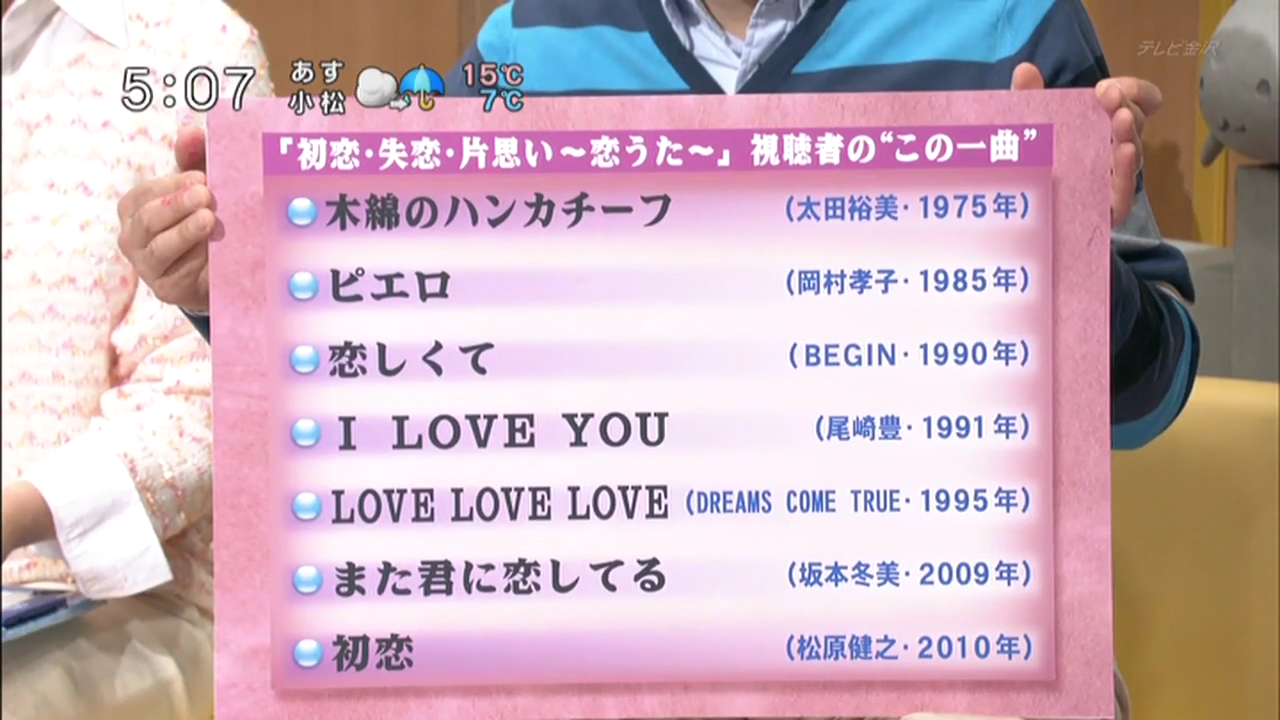 テレビ金沢
5:07 あす 小松 15℃ 7℃
『初恋・失恋・片思い～恋うた～』視聴者の“この一曲”
木綿のハンカチーフ (太田裕美・1975年)
ピエロ (岡村孝子・1985年)
恋しくて (BEGIN・1990年)
I LOVE YOU (尾崎豊・1991年)
LOVE LOVE LOVE (DREAMS COME TRUE・1995年)
また君に恋してる (坂本冬美・2009年)
初恋 (松原健之・2010年)